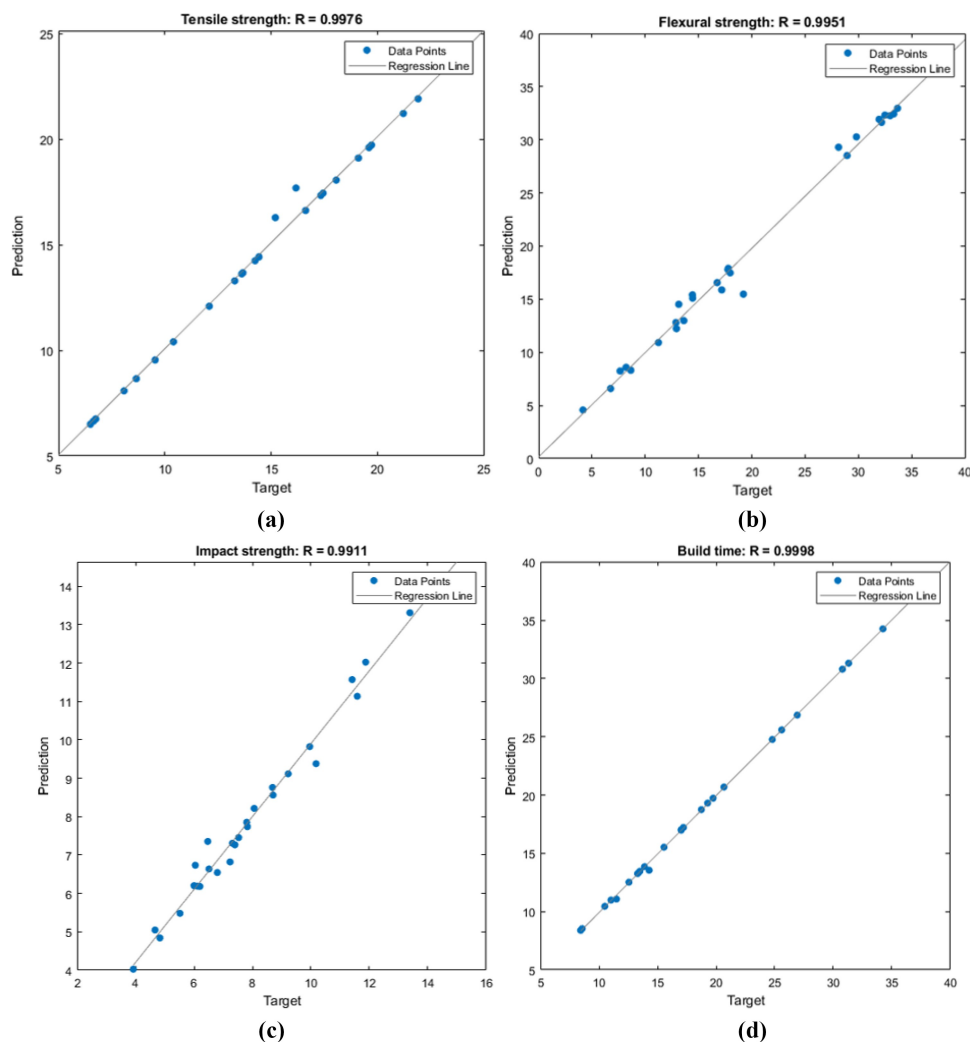 Tensile strength: R = 0.9976
25
20
15
10
5
Prediction
Data Points
Regression Line
5 10 15 20 25
Target
(a)
Flexural strength: R = 0.9951
40
35
30
25
20
15
10
5
0
Prediction
Data Points
Regression Line
0 5 10 15 20 25 30 35 40
Target
(b)
Impact strength: R = 0.9911
14
13
12
11
10
9
8
7
6
5
4
Prediction
Data Points
Regression Line
2 4 6 8 10 12 14 16
Target
(c)
Build time: R = 0.9998
40
35
30
25
20
15
10
5
Prediction
Data Points
Regression Line
5 10 15 20 25 30 35 40
Target
(d)